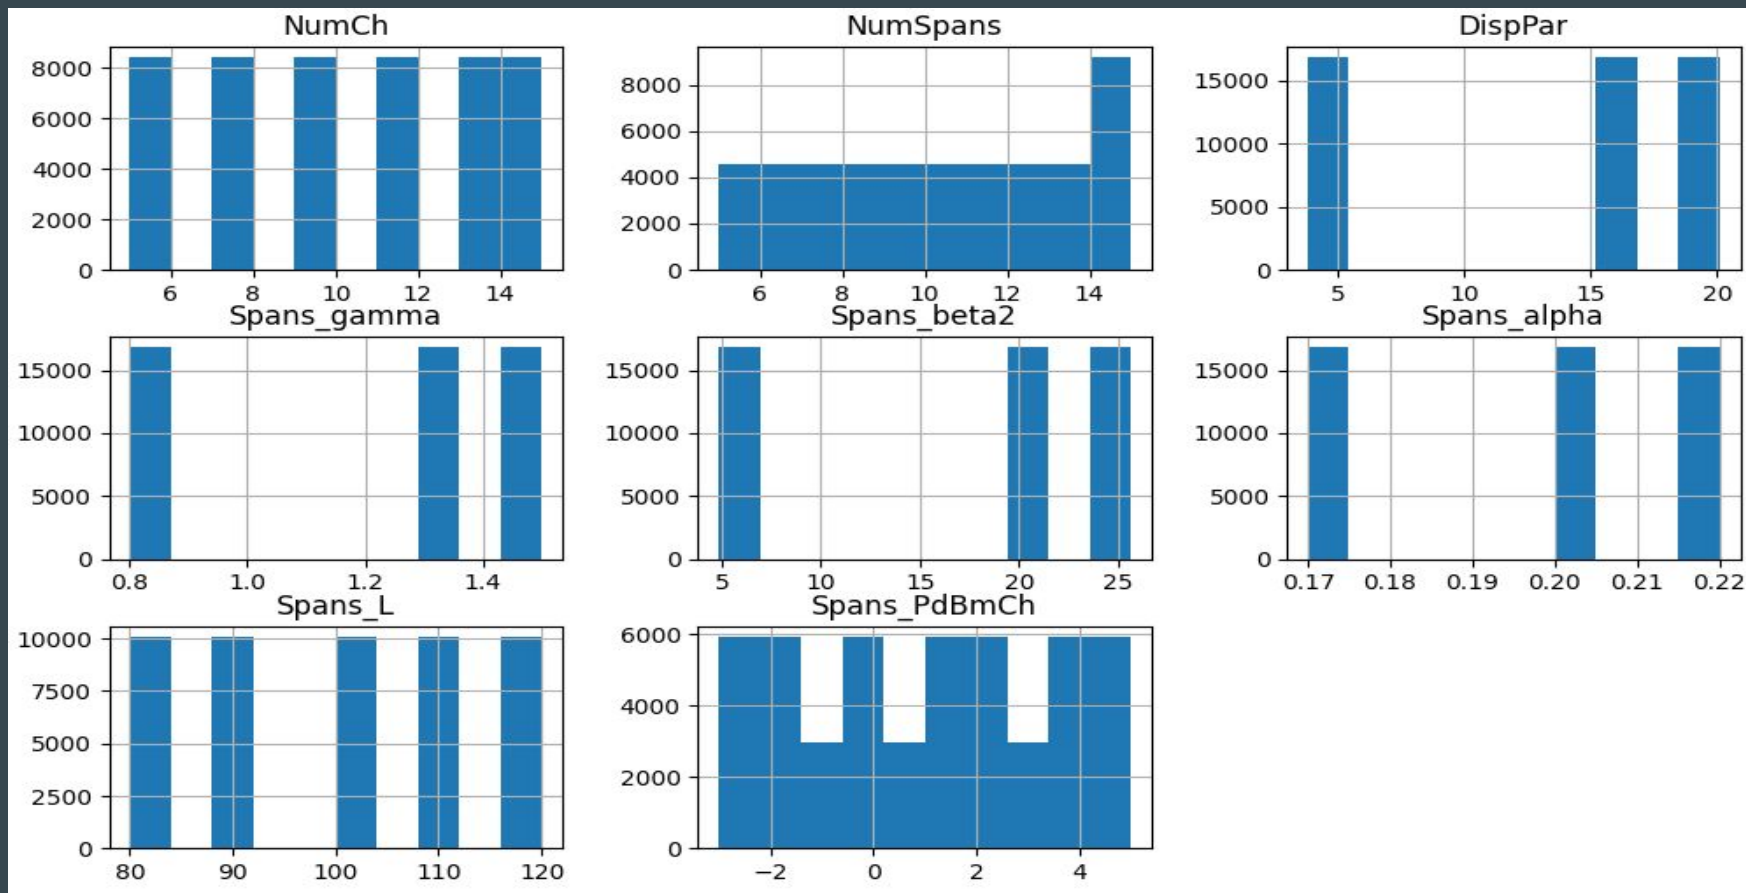 NumCh
NumSpans
DispPar
8000
6000
4000
2000
0
6 8 10 12 14
8000
6000
4000
2000
0
6 8 10 12 14
15000
10000
5000
0
5 10 15 20
Spans_gamma
Spans_beta2
Spans_alpha
15000
10000
5000
0
0.8 1.0 1.2 1.4
15000
10000
5000
0
5 10 15 20 25
15000
10000
5000
0
0.17 0.18 0.19 0.20 0.21 0.22
Spans_L
Spans_PdBmCh
10000
7500
5000
2500
0
80 90 100 110 120
6000
4000
2000
0
−2 0 2 4